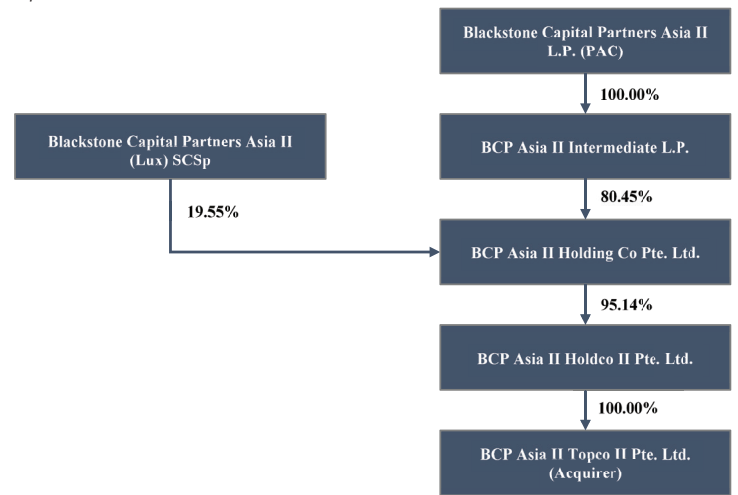 Blackstone Capital Partners Asia II
L.P. (PAC)
100.00%
Blackstone Capital Partners Asia II
(Lux) SCSp
BCP Asia II Intermediate L.P.
19.55%
80.45%
BCP Asia II Holding Co Pte. Ltd.
95.14%
BCP Asia II Holdco II Pte. Ltd.
100.00%
BCP Asia II Topco II Pte. Ltd.
(Acquirer)